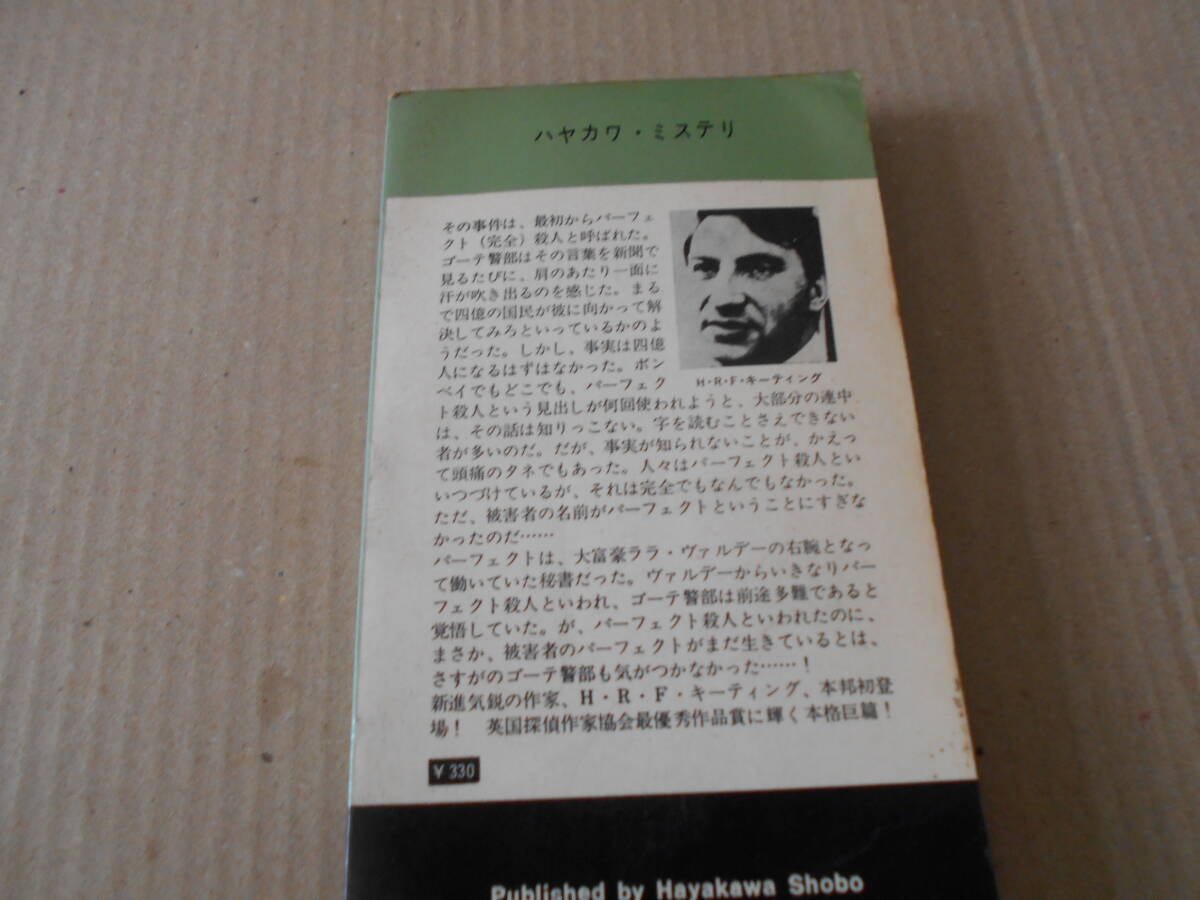 ハヤカワ・ミステリ
その事件は、最初からパーフェ
クト（完全）殺人と呼ばれた。
ゴーテ警部はその言葉を新聞で
見るたびに、肩のあたり一面に
汗が吹き出るのを感じた。まる
で四億の国民が彼に向かって解
決してみろといっているかのよ
うだった。しかし、事実は四億
人になるはずはなかった。ボン
ベイでもどこでも、パーフェク
H・R・F・キーティング
ト殺人という見出しが何回使われようと、大部分の連中
は、その話は知りっこない。字を読むことさえできない
者が多いのだ。だが、事実が知られないことが、かえっ
て頭痛のタネでもあった。人々はパーフェクト殺人とい
いつづけているが、それは完全でもなんでもなかった。
ただ、被害者の名前がパーフェクトということにすぎな
かったのだ……
パーフェクトは、大富豪ララ・ヴァルデーの右腕となっ
て働いていた秘書だった。ヴァルデーからいきなりパー
フェクト殺人といわれ、ゴーテ警部は前途多難であると
覚悟していた。が、パーフェクト殺人といわれたのに、
まさか、被害者のパーフェクトがまだ生きているとは、
さすがのゴーテ警部も気がつかなかった……！
新進気鋭の作家、H・R・F・キーティング、本邦初登
場！　英国探偵作家協会最優秀作品賞に輝く本格巨篇！
¥ 330
Published by Hayakawa Shobo